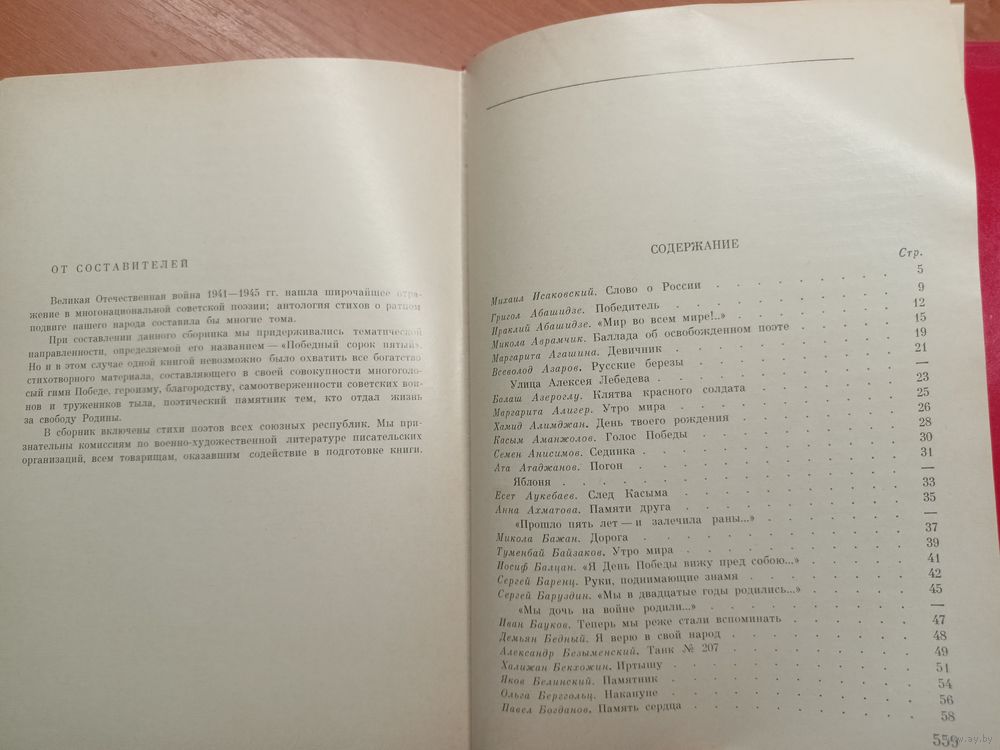 ОТ СОСТАВИТЕЛЕЙ
Великая Отечественная война 1941—1945 гг. нашла широчайшее отра-
жение в многонациональной советской поэзии; антология стихов о ратном
подвиге нашего народа составила бы многие тома.
При составлении данного сборника мы придерживались тематической
направленности, определяемой его названием — «Победный сорок пятый».
Но и в этом случае одной книгой невозможно было охватить все богатство
стихотворного материала, составляющего в своей совокупности многоголо-
сый гимн Победе, героизму, благородству, самоотверженности советских вои-
нов и тружеников тыла, поэтический памятник тем, кто отдал жизнь
за свободу Родины.
В сборник включены стихи поэтов всех союзных республик. Мы при-
знательны комиссиям по военно-художественной литературе писательских
организаций, всем товарищам, оказавшим содействие в подготовке книги.
СОДЕРЖАНИЕ
Стр.
Михаил Исаковский. Слово о России . . . . . . . 5
Григол Абашидзе. Победитель . . . . . . . 9
Ираклий Абашидзе. «Мир во всем мире!..» . . . . . . . 12
Микола Аврамчик. Баллада об освобожденном поэте . . . . . 15
Маргарита Агашина. Девичник . . . . . . . 19
Всеволод Азаров. Русские березы . . . . . . . 21
Улица Алексея Лебедева . . . . . . . —
Балаш Азероглу. Клятва красного солдата . . . . . . 23
Маргарита Алигер. Утро мира . . . . . . . 25
Хамид Алимджан. День твоего рождения . . . . . . 26
Касым Аманжолов. Голос Победы . . . . . . . 28
Семен Анисимов. Сединка . . . . . . . 30
Ата Атаджанов. Погон . . . . . . . 31
Яблоня . . . . . . . —
Есет Аукебаев. След Касыма . . . . . . . 33
Анна Ахматова. Памяти друга . . . . . . . 35
«Прошло пять лет — и залечила раны...» . . . . . —
Микола Бажан. Дорога . . . . . . . 37
Туменбай Байзаков. Утро мира . . . . . . . 39
Иосиф Балцан. «Я День Победы вижу пред собою...» . . . . 41
Сергей Баренц. Руки, поднимающие знамя . . . . . 42
Сергей Баруздин. «Мы в двадцатые годы родились...» . . . . 45
«Мы дочь на войне родили...» . . . . . . . —
Иван Бауков. Теперь мы реже стали вспоминать . . . . . 47
Демьян Бедный. Я верю в свой народ . . . . . . 48
Александр Безыменский. Танк № 207 . . . . . . 49
Халижан Бекхожин. Иртышу . . . . . . . 51
Яков Белинский. Памятник . . . . . . . 54
Ольга Берггольц. Накануне . . . . . . . 56
Павел Богданов. Память сердца . . . . . . . 58
559
www.ay.by